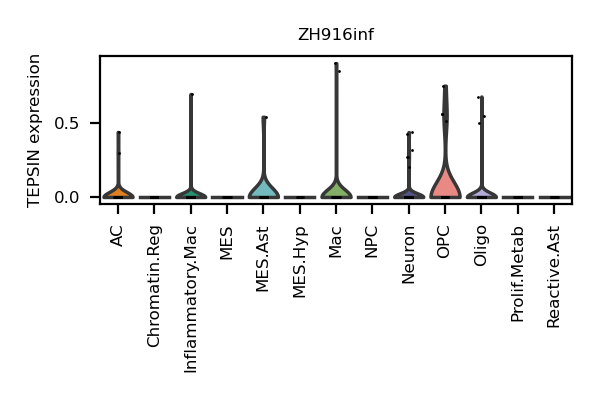 ZH916inf
TEPSIN expression
0.5
0.0
AC
Chromatin.Reg
Inflammatory.Mac
MES
MES.Ast
MES.Hyp
Mac
NPC
Neuron
OPC
Oligo
Prolif.Metab
Reactive.Ast